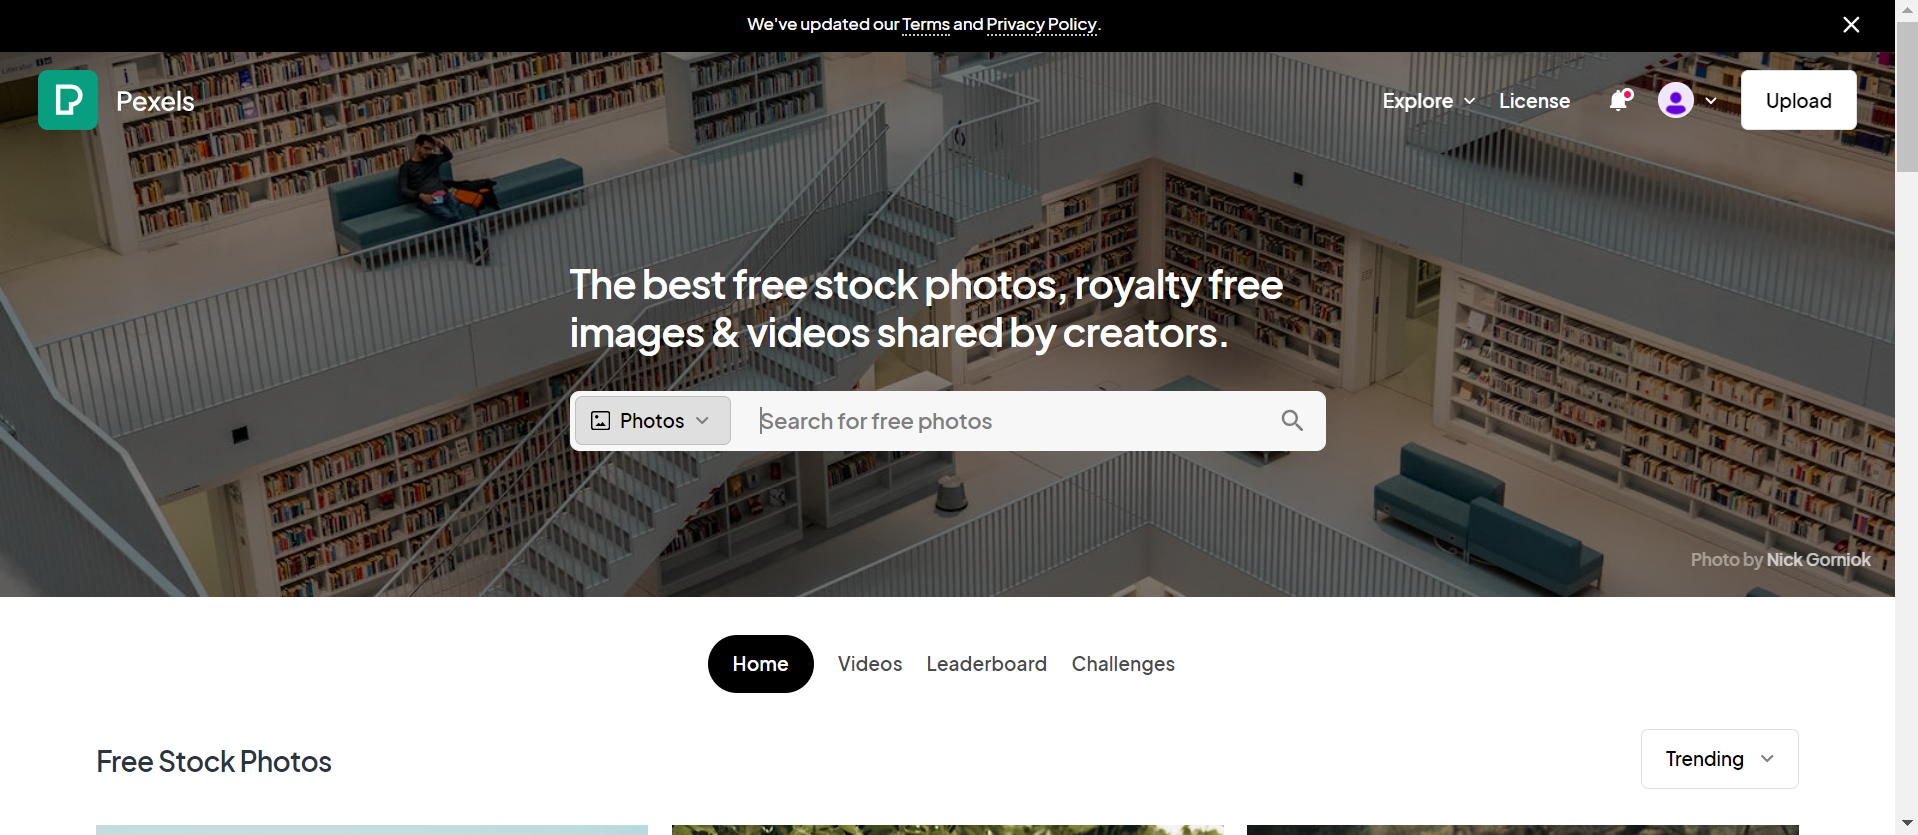 We've updated our Terms and Privacy Policy.
Pexels
Explore
License
Upload
The best free stock photos, royalty free
images & videos shared by creators.
Photos
Search for free photos
Photo by Nick Gorniok
Home
Videos
Leaderboard
Challenges
Free Stock Photos
Trending